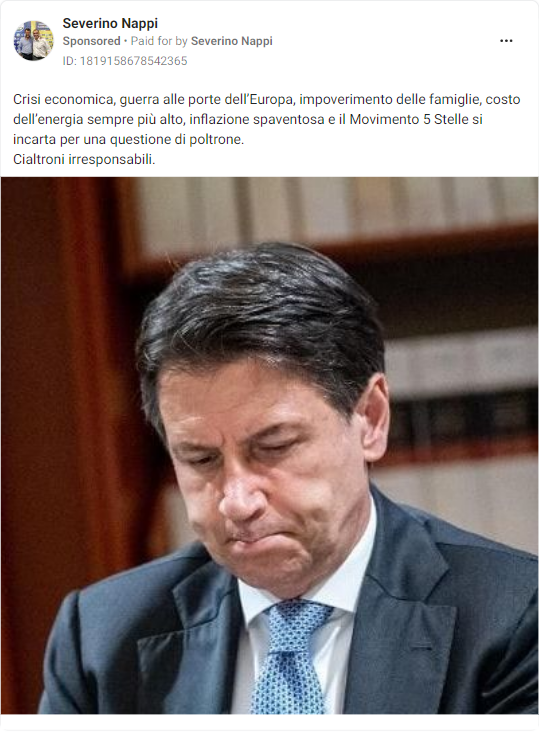 Severino Nappi
Sponsored • Paid for by Severino Nappi
ID: 1819158678542365
Crisi economica, guerra alle porte dell’Europa, impoverimento delle famiglie, costo
dell’energia sempre più alto, inflazione spaventosa e il Movimento 5 Stelle si
incarta per una questione di poltrone.
Cialtroni irresponsabili.